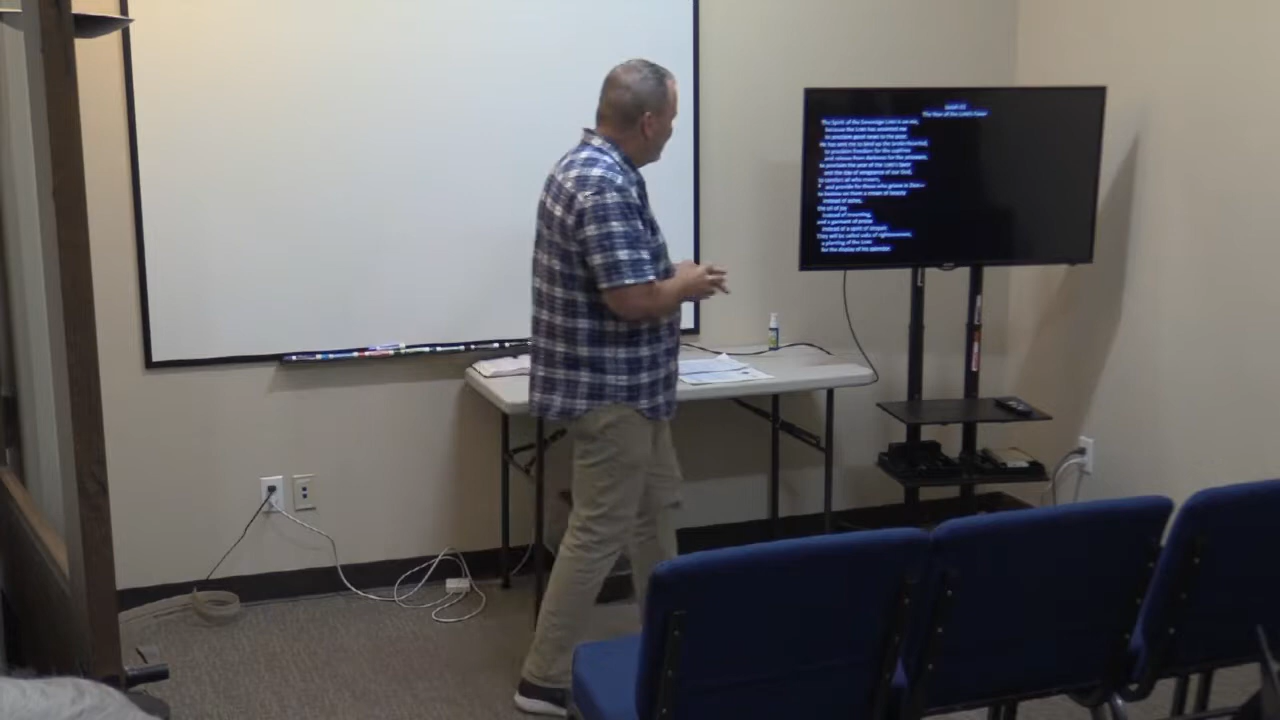 Isaiah 61
The Year of the LORD's Favor
The Spirit of the Sovereign LORD is on me,
because the LORD has anointed me
to proclaim good news to the poor.
He has sent me to bind up the brokenhearted,
to proclaim freedom for the captives
and release from darkness for the prisoners,
to proclaim the year of the LORD's favor
and the day of vengeance of our God,
to comfort all who mourn,
and provide for those who grieve in Zion—
to bestow on them a crown of beauty
instead of ashes,
the oil of joy
instead of mourning,
and a garment of praise
instead of a spirit of despair.
They will be called oaks of righteousness,
a planting of the LORD
for the display of his splendor.